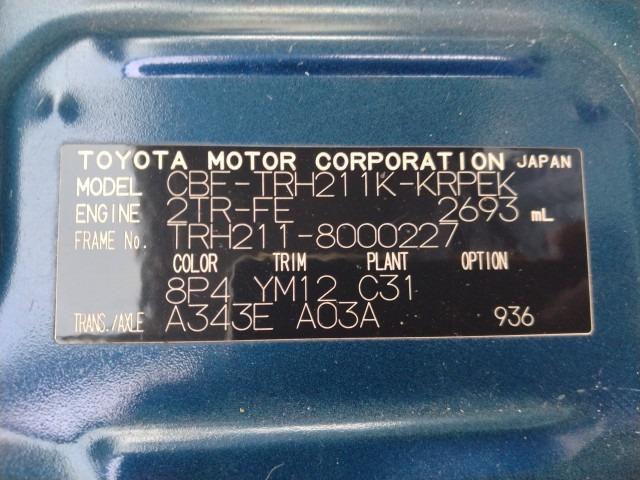 TOYOTA MOTOR CORPORATION JAPAN
MODEL CBF-TRH211K-KRPEK
ENGINE 2TR-FE 2693 mL
FRAME No. TRH211-8000227
COLOR TRIM PLANT OPTION
8P4 YM12 C31
TRANS./AXLE A343E A03A 936